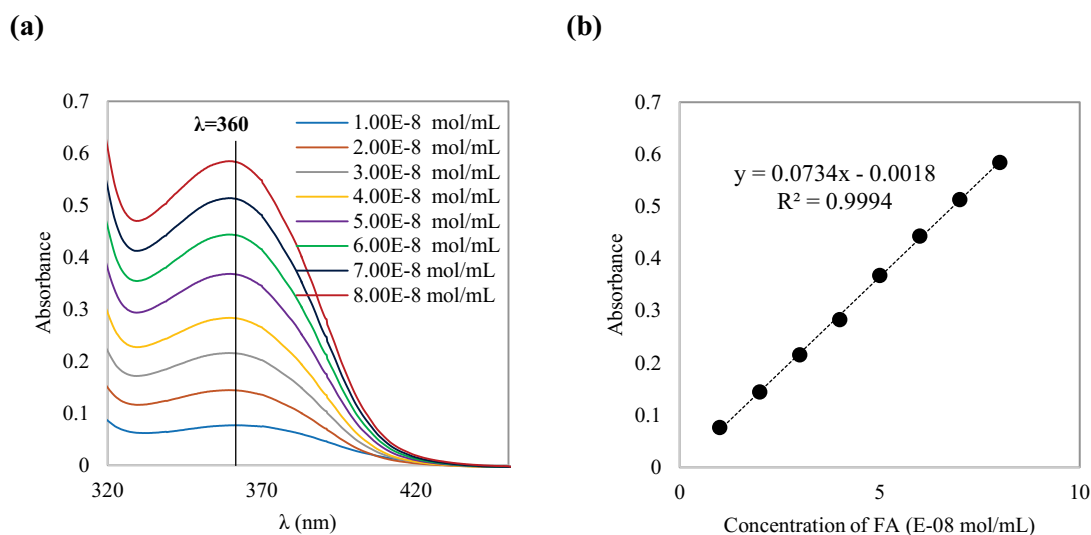 (a)
0.7
0.6
0.5
0.4
0.3
0.2
0.1
0
Absorbance
λ=360
1.00E-8 mol/mL
2.00E-8 mol/mL
3.00E-8 mol/mL
4.00E-8 mol/mL
5.00E-8 mol/mL
6.00E-8 mol/mL
7.00E-8 mol/mL
8.00E-8 mol/mL
320 370 420
λ (nm)
(b)
0.7
0.6
0.5
0.4
0.3
0.2
0.1
0
Absorbance
y = 0.0734x - 0.0018
R² = 0.9994
0 5 10
Concentration of FA (E-08 mol/mL)